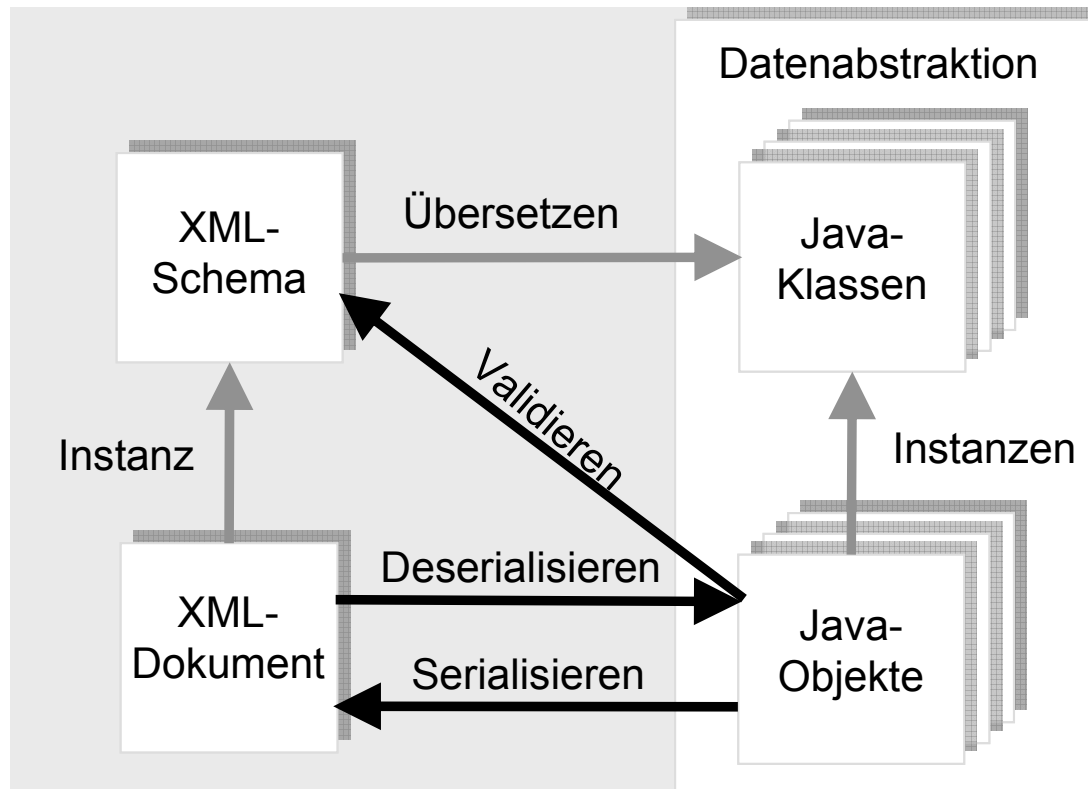 Datenabstraktion
XML-
Schema
Übersetzen
Java-
Klassen
Validieren
Instanz
Instanzen
XML-
Dokument
Deserialisieren
Serialisieren
Java-
Objekte